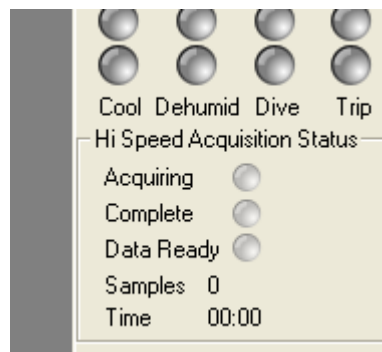 Cool Dehumid Dive Trip
Hi Speed Acquisition Status
Acquiring
Complete
Data Ready
Samples 0
Time 00:00